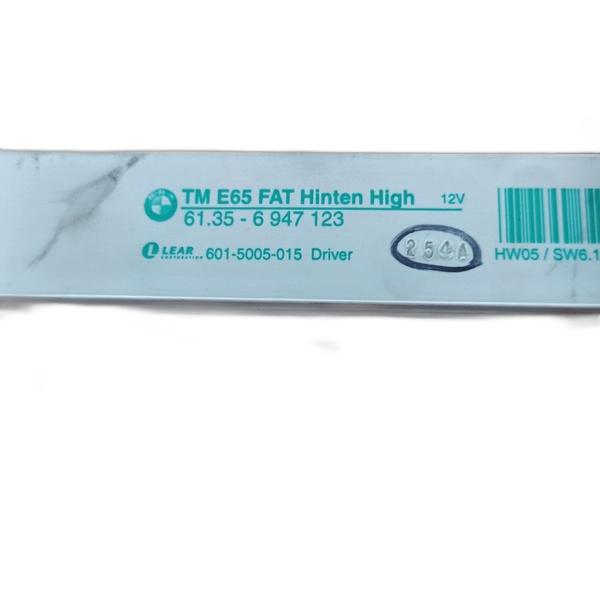 TM E65 FAT Hinten High 12V
61.35 - 6 947 123
LEAR CORPORATION 601-5005-015 Driver
254A
HW05 / SW6.1